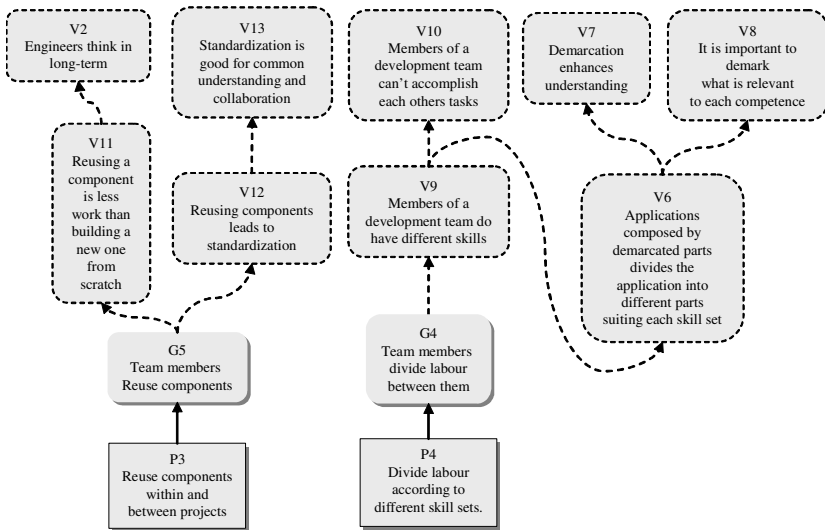 V2
Engineers think in
long-term
V13
Standardization is
good for common
understanding and
collaboration
V10
Members of a
development team
can't accomplish
each others tasks
V7
Demarcation
enhances
understanding
V8
It is important to
demark
what is relevant
to each competence
V11
Reusing a
component
is less
work than
building a
new one
from
scratch
V12
Reusing components
leads to
standardization
V9
Members of a
development team do
have different skills
V6
Applications
composed by
demarcated parts
divides the
application into
different parts
suiting each skill set
G5
Team members
Reuse components
G4
Team members
divide labour
between them
P3
Reuse components
within and
between projects
P4
Divide labour
according to
different skill sets.